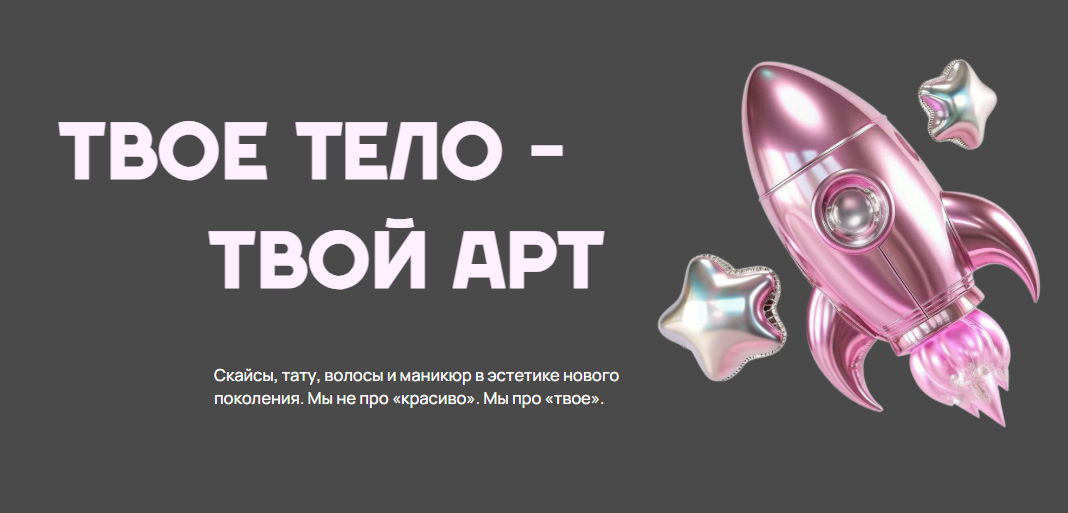 ТВОЕ ТЕЛО –
ТВОЙ АРТ
Скайсы, тату, волосы и маникюр в эстетике нового
поколения. Мы не про «красиво». Мы про «твое».